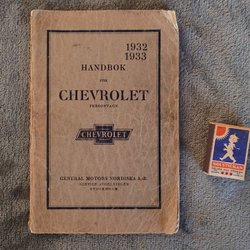 1932
1933
HANDBOK
FÖR
CHEVROLET
PERSONVAGN
CHEVROLET
GENERAL MOTORS NORDISKA A.-B.
STOCKHOLM